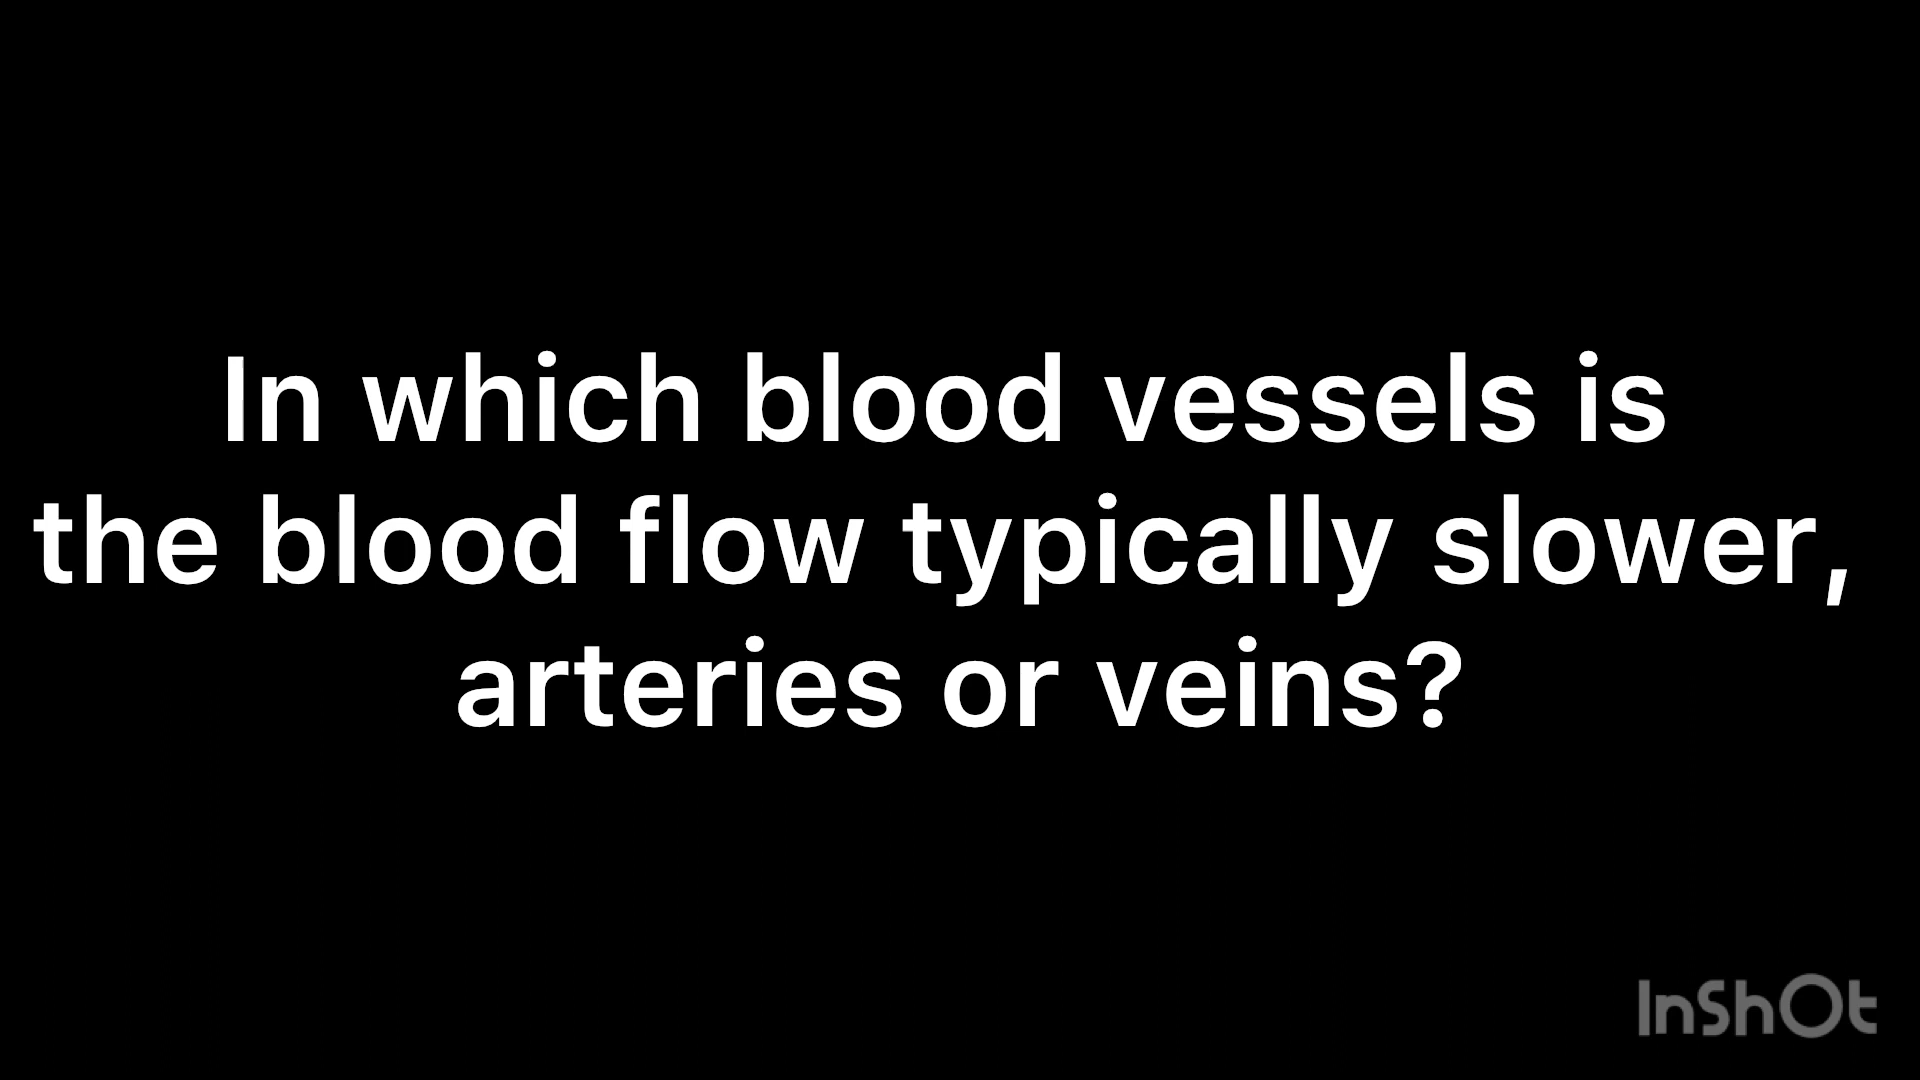 In which blood vessels is
the blood flow typically slower,
arteries or veins?
InShOt